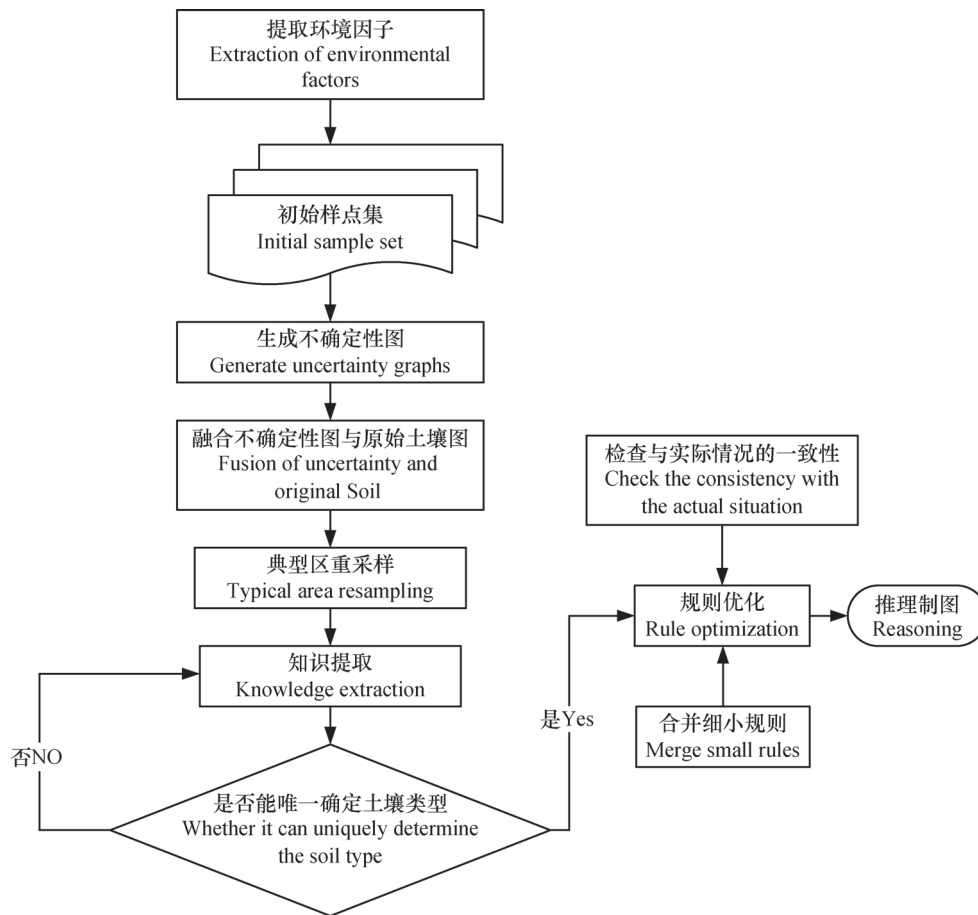 提取环境因子
Extraction of environmental
factors
初始样点集
Initial sample set
生成不确定性图
Generate uncertainty graphs
融合不确定性图与原始土壤图
Fusion of uncertainty and
original Soil
典型区重采样
Typical area resampling
知识提取
Knowledge extraction
否NO
是否能唯一确定土壤类型
Whether it can uniquely determine
the soil type
是Yes
检查与实际情况的一致性
Check the consistency with
the actual situation
规则优化
Rule optimization
合并细小规则
Merge small rules
推理制图
Reasoning